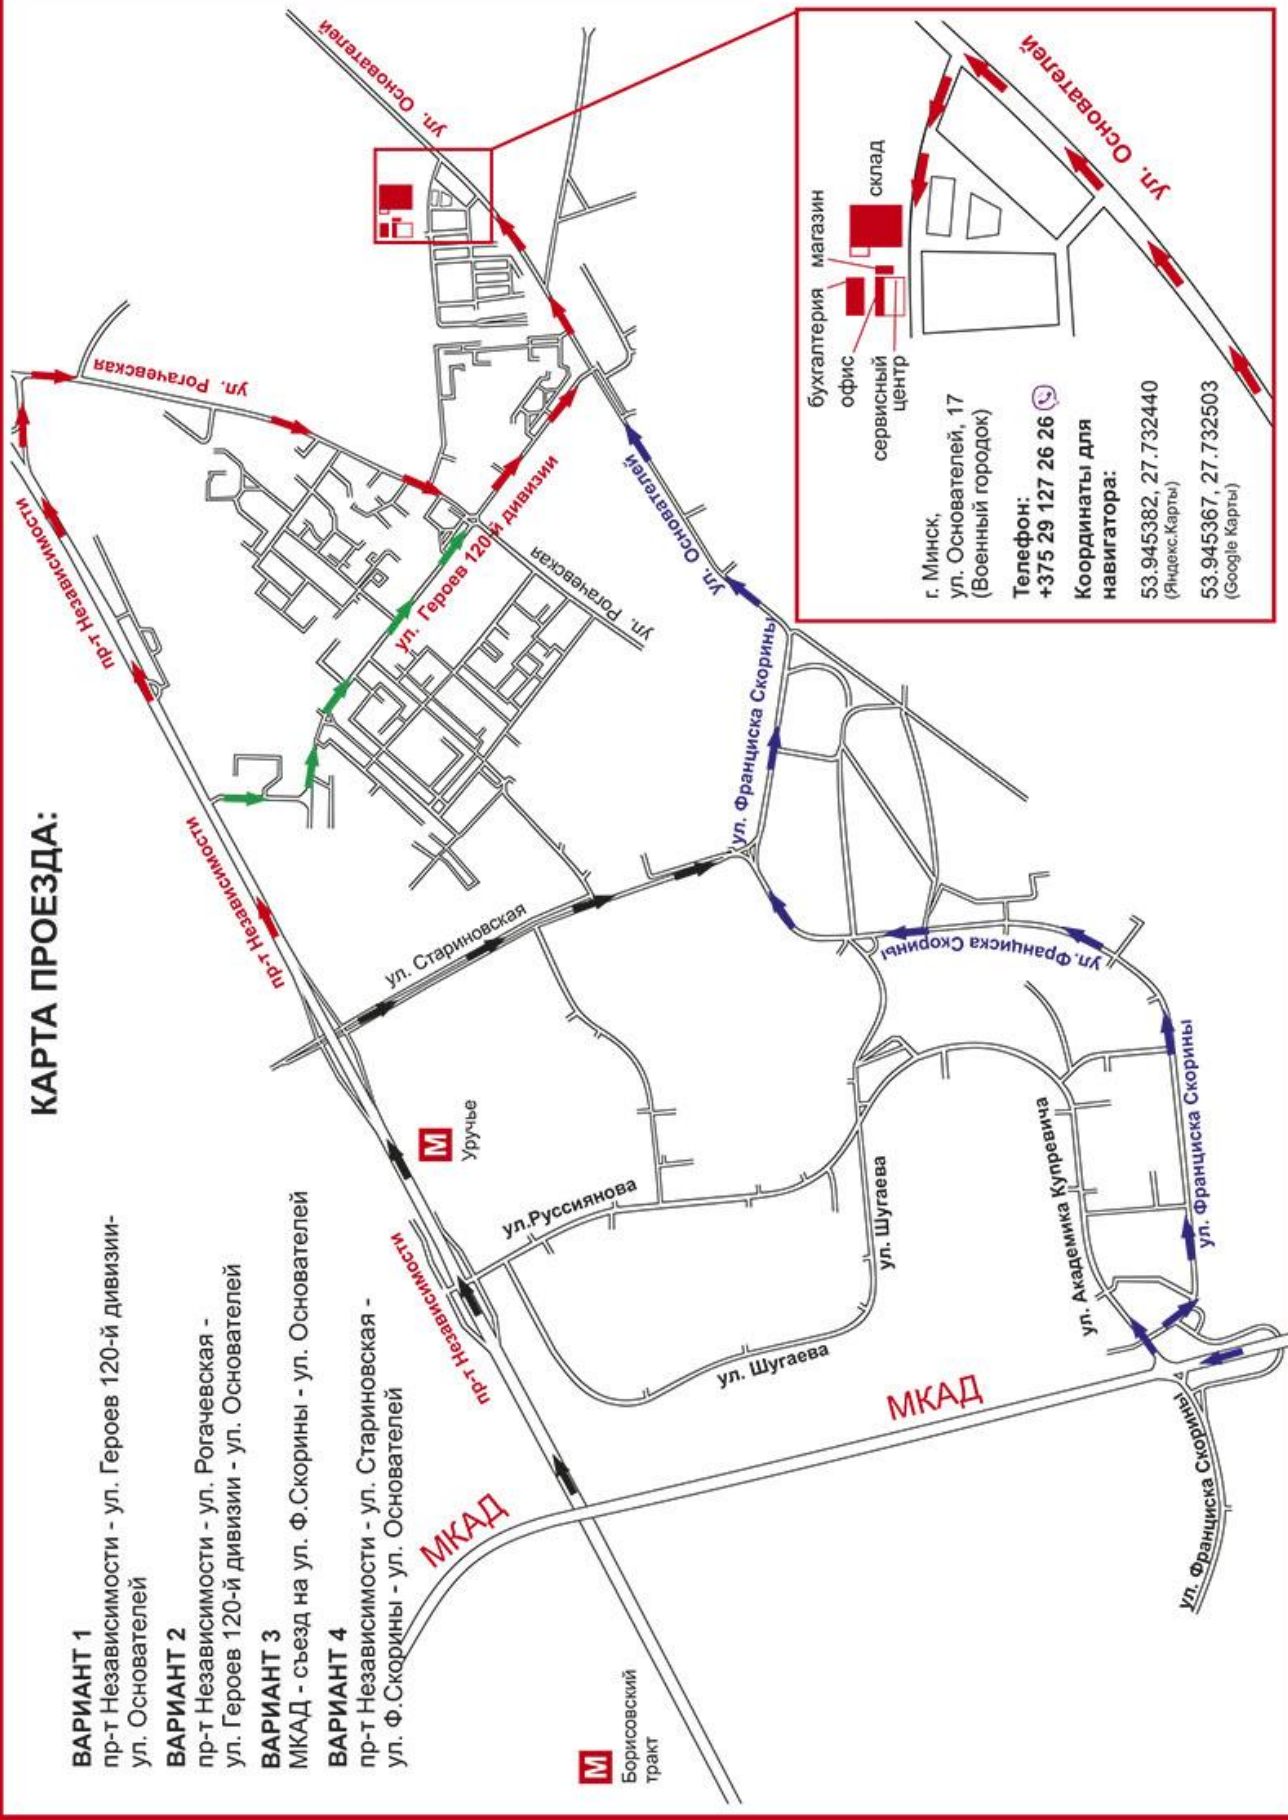 КАРТА ПРОЕЗДА:
ВАРИАНТ 1
пр-т Независимости - ул. Героев 120-й дивизии-
ул. Основателей
ВАРИАНТ 2
пр-т Независимости - ул. Рогачевская -
ул. Героев 120-й дивизии - ул. Основателей
ВАРИАНТ 3
МКАД - съезд на ул. Ф.Скорины - ул. Основателей
ВАРИАНТ 4
пр-т Независимости - ул. Стариновская -
ул. Ф.Скорины - ул. Основателей
М
Борисовский
тракт
МКАД
МКАД
пр-т Независимости
М
Уручье
пр-т Независимости
пр-т Независимости
пр-т Независимости
ул. Рогачевская
ул. Основателей
ул. Героев 120-й дивизии
ул. Рогачевская
ул. Стариновская
ул.Руссиянова
ул. Шугаева
ул. Шугаева
ул. Академика Купревича
ул. Франциска Скорины
ул. Франциска Скорины
ул.Франциска Скорины
ул. Франциска Скорины
ул. Основателей
бухгалтерия
магазин
офис
склад
сервисный
центр
ул. Основателей
г. Минск,
ул. Основателей, 17
(Военный городок)
Телефон:
+375 29 127 26 26
Координаты для
навигатора:
53.945382, 27.732440
(Яндекс.Карты)
53.945367, 27.732503
(Google Карты)